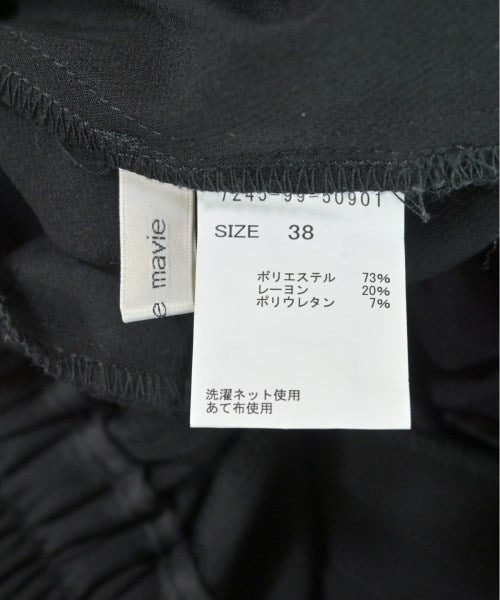 7245-99-50901
SIZE 38
ポリエステル 73%
レーヨン 20%
ポリウレタン 7%
洗濯ネット使用
あて布使用
e mavie